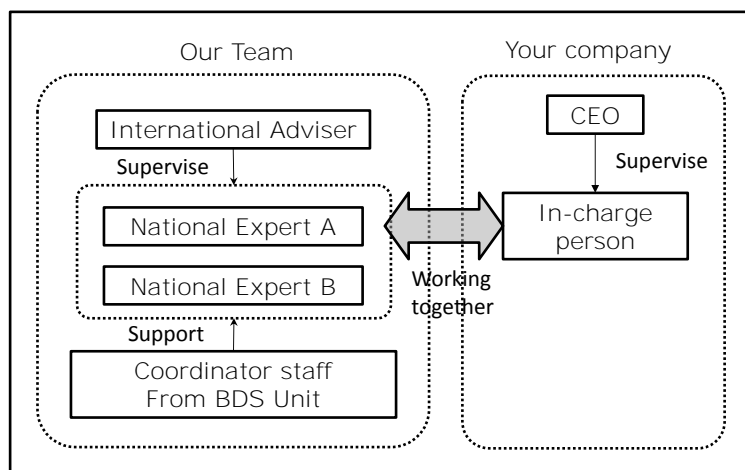 Our Team
International Adviser
Supervise
National Expert A
National Expert B
Support
Coordinator staff
From BDS Unit
Working
together
Your company
CEO
Supervise
In-charge
person